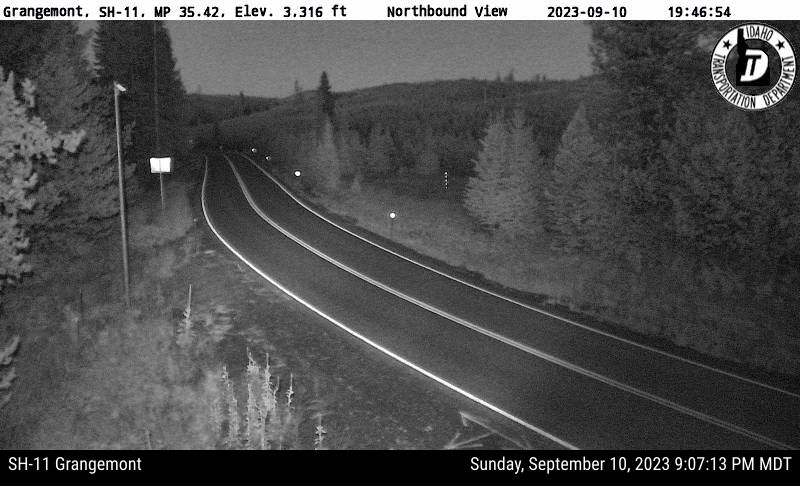 Grangemont, SH-11, MP 35.42, Elev. 3,316 ft Northbound View 2023-09-10 19:46:54
IDAHO
TRANSPORTATION DEPARTMENT
SH-11 Grangemont Sunday, September 10, 2023 9:07:13 PM MDT